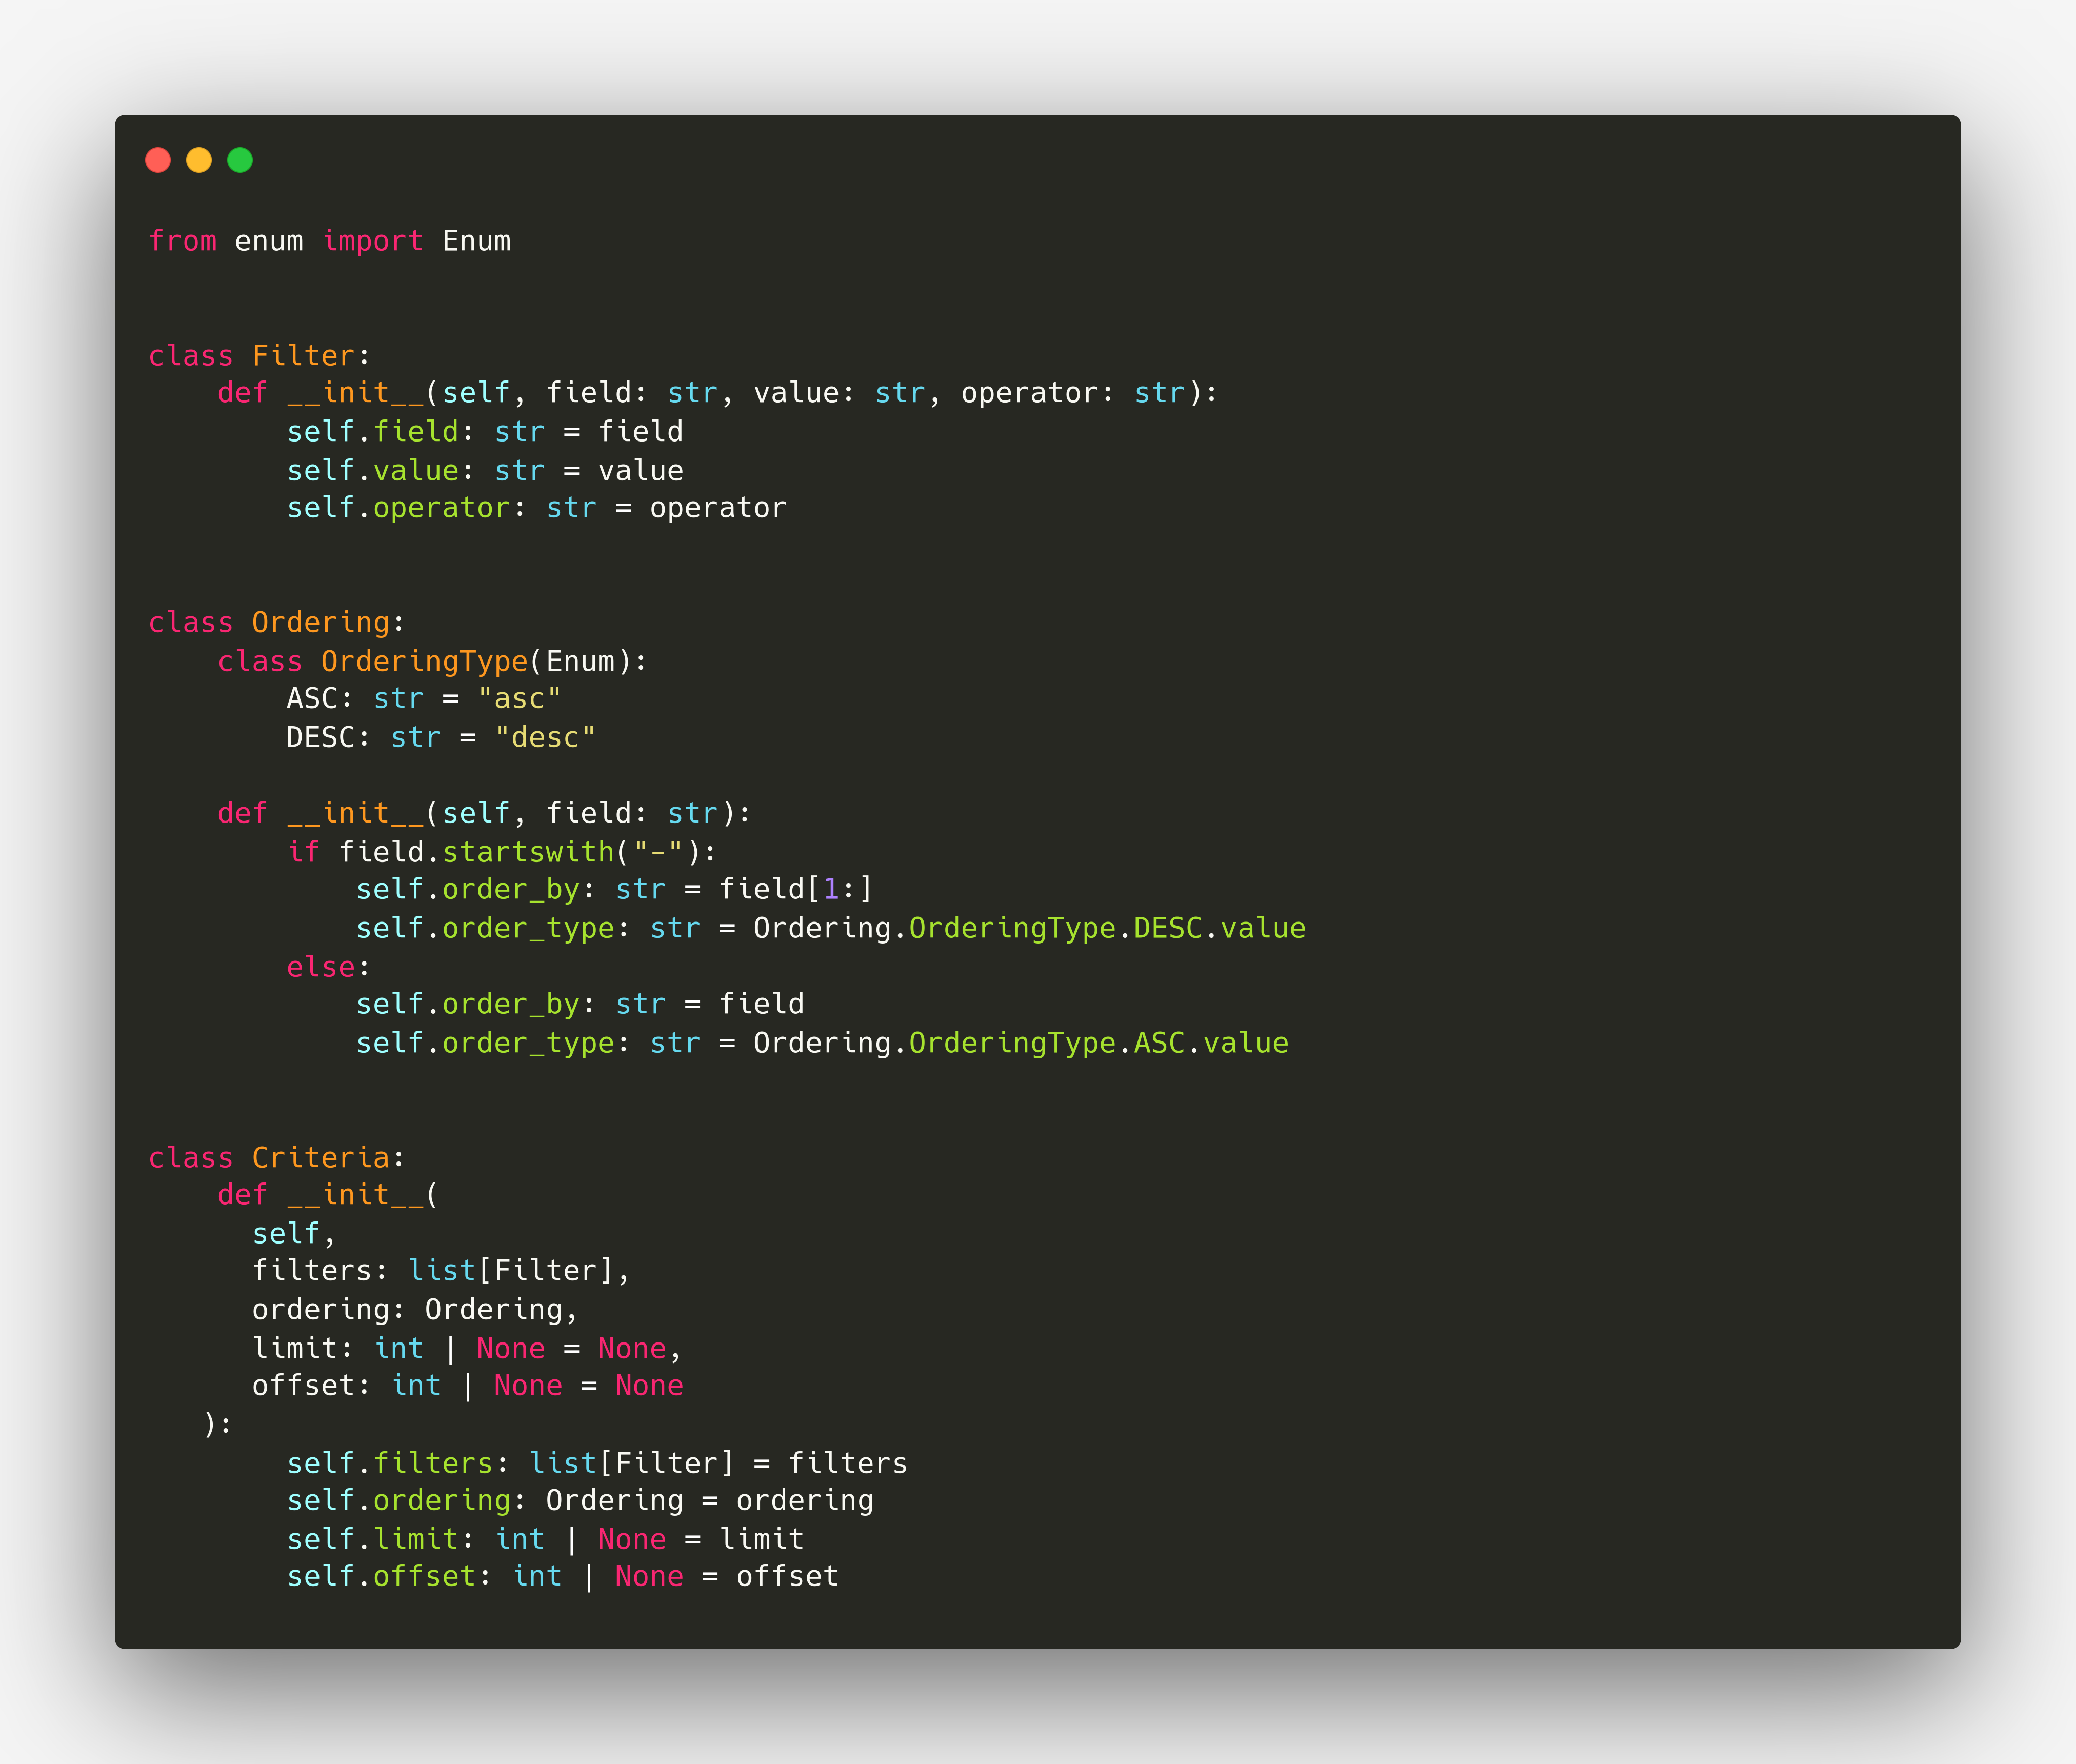 from enum import Enum


class Filter:
    def __init__(self, field: str, value: str, operator: str):
        self.field: str = field
        self.value: str = value
        self.operator: str = operator


class Ordering:
    class OrderingType(Enum):
        ASC: str = "asc"
        DESC: str = "desc"

    def __init__(self, field: str):
        if field.startswith("-"):
            self.order_by: str = field[1:]
            self.order_type: str = Ordering.OrderingType.DESC.value
        else:
            self.order_by: str = field
            self.order_type: str = Ordering.OrderingType.ASC.value


class Criteria:
    def __init__(
      self,
      filters: list[Filter],
      ordering: Ordering,
      limit: int | None = None,
      offset: int | None = None
   ):
        self.filters: list[Filter] = filters
        self.ordering: Ordering = ordering
        self.limit: int | None = limit
        self.offset: int | None = offset